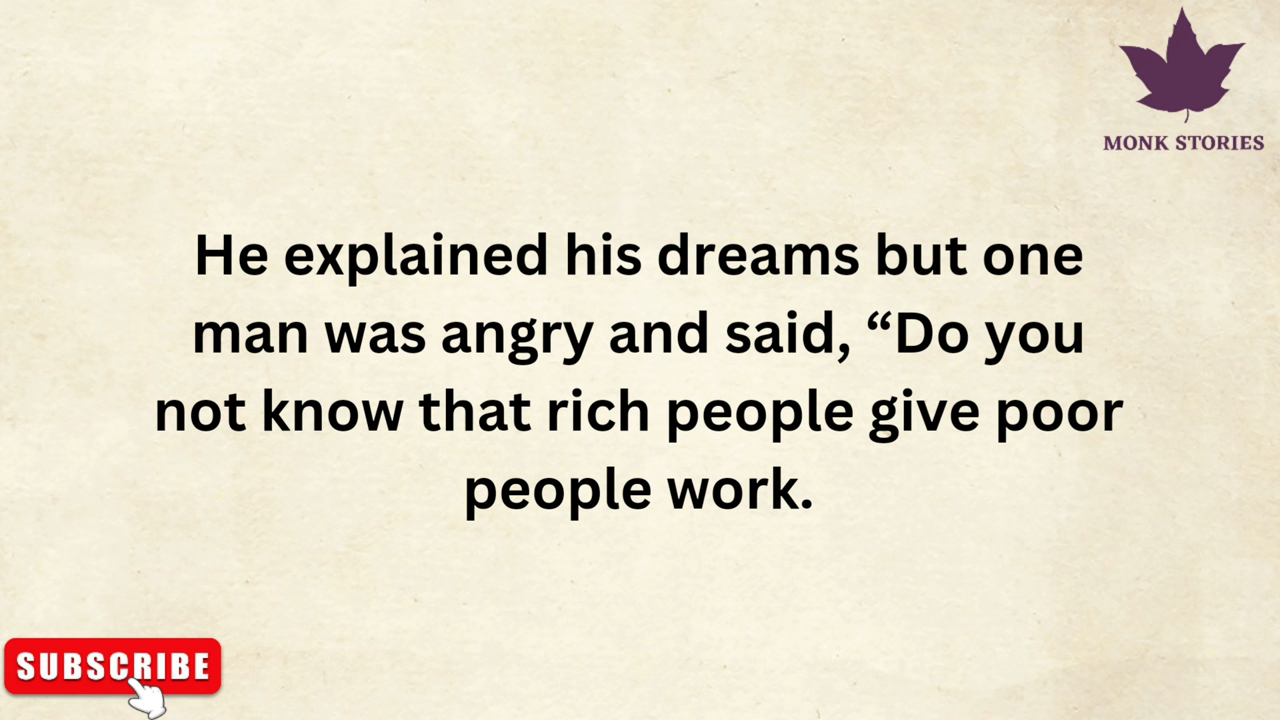 MONK STORIES
He explained his dreams but one
man was angry and said, “Do you
not know that rich people give poor
people work.
SUBSCRIBE